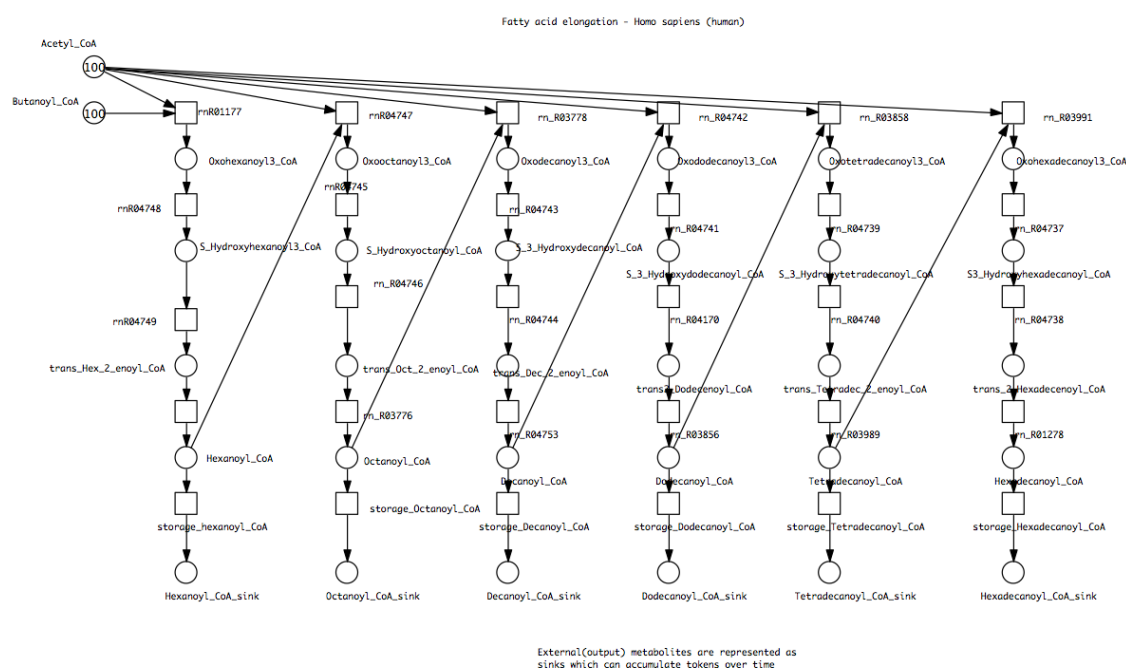 Fatty acid elongation - Homo sapiens (human)
Acetyl_CoA
100
Butanoyl_CoA
100
rnR01177
rnR04747
rn_R03778
rn_R04742
rn_R03858
rn_R03991
Oxohexanoyl3_CoA
Oxooctanoyl3_CoA
Oxodecanoyl3_CoA
Oxododecanoyl3_CoA
Oxotetradecanoyl3_CoA
Oxohexadecanoyl3_CoA
rnR04748
rnR04745
rn_R04743
rn_R04741
rn_R04739
rn_R04737
S_Hydroxyhexanoyl3_CoA
S_Hydroxyoctanoyl_CoA
S_3_Hydroxydecanoyl_CoA
S_3_Hydroxydodecanoyl_CoA
S_3_Hydroxytetradecanoyl_CoA
S3_Hydroxyhexadecanoyl_CoA
rnR04749
rn_R04746
rn_R04744
rn_R04170
rn_R04740
rn_R04738
trans_Hex_2_enoyl_CoA
trans_Oct_2_enoyl_CoA
trans_Dec_2_enoyl_CoA
trans2_Dodecenoyl_CoA
trans_Tetradec_2_enoyl_CoA
trans_2_Hexadecenoyl_CoA
rn_R03776
rn_R04753
rn_R03856
rn_R03989
rn_R01278
Hexanoyl_CoA
Octanoyl_CoA
Decanoyl_CoA
Dodecanoyl_CoA
Tetradecanoyl_CoA
Hexadecanoyl_CoA
storage_hexanoyl_CoA
storage_Octanoyl_CoA
storage_Decanoyl_CoA
storage_Dodecanoyl_CoA
storage_Tetradecanoyl_CoA
storage_Hexadecanoyl_CoA
Hexanoyl_CoA_sink
Octanoyl_CoA_sink
Decanoyl_CoA_sink
Dodecanoyl_CoA_sink
Tetradecanoyl_CoA_sink
Hexadecanoyl_CoA_sink
External(output) metabolites are represented as
sinks which can accumulate tokens over time